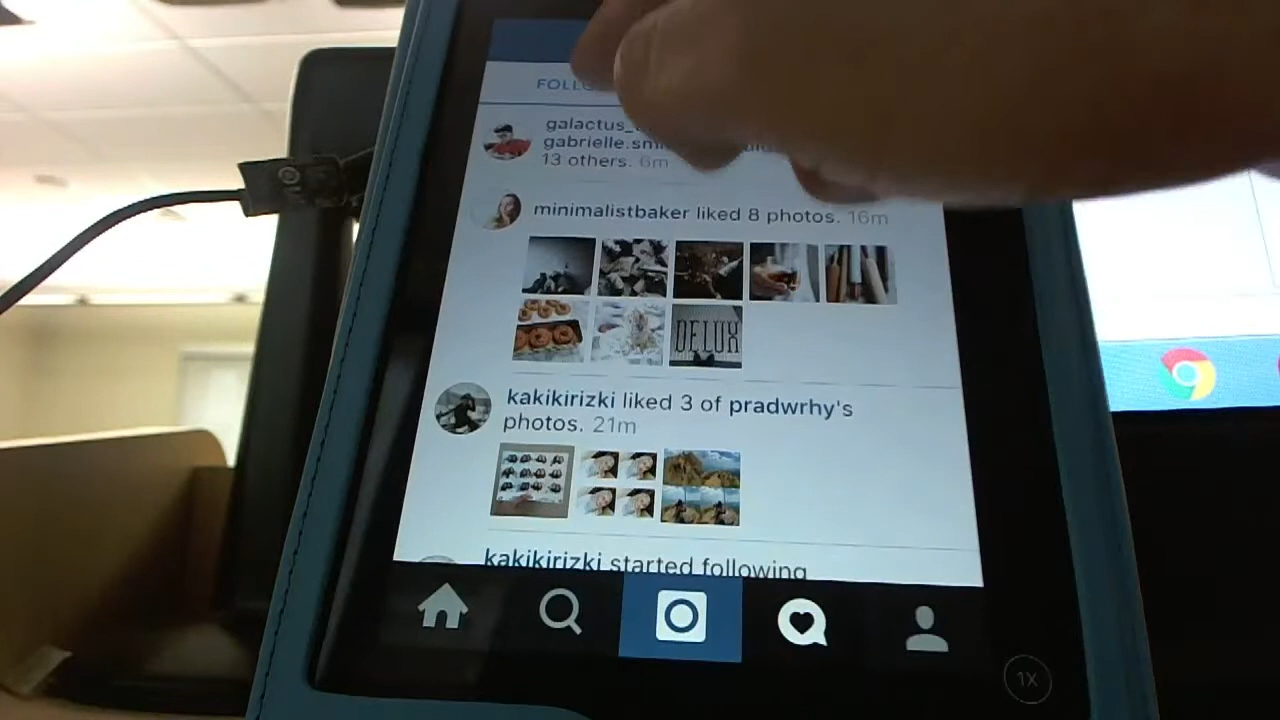 galactus_
gabrielle.sm
13 others. 6m
minimalistbaker liked 8 photos. 16m
DELUX
kakikirizki liked 3 of pradwrhy's
photos. 21m
kakikirizki started following
1X